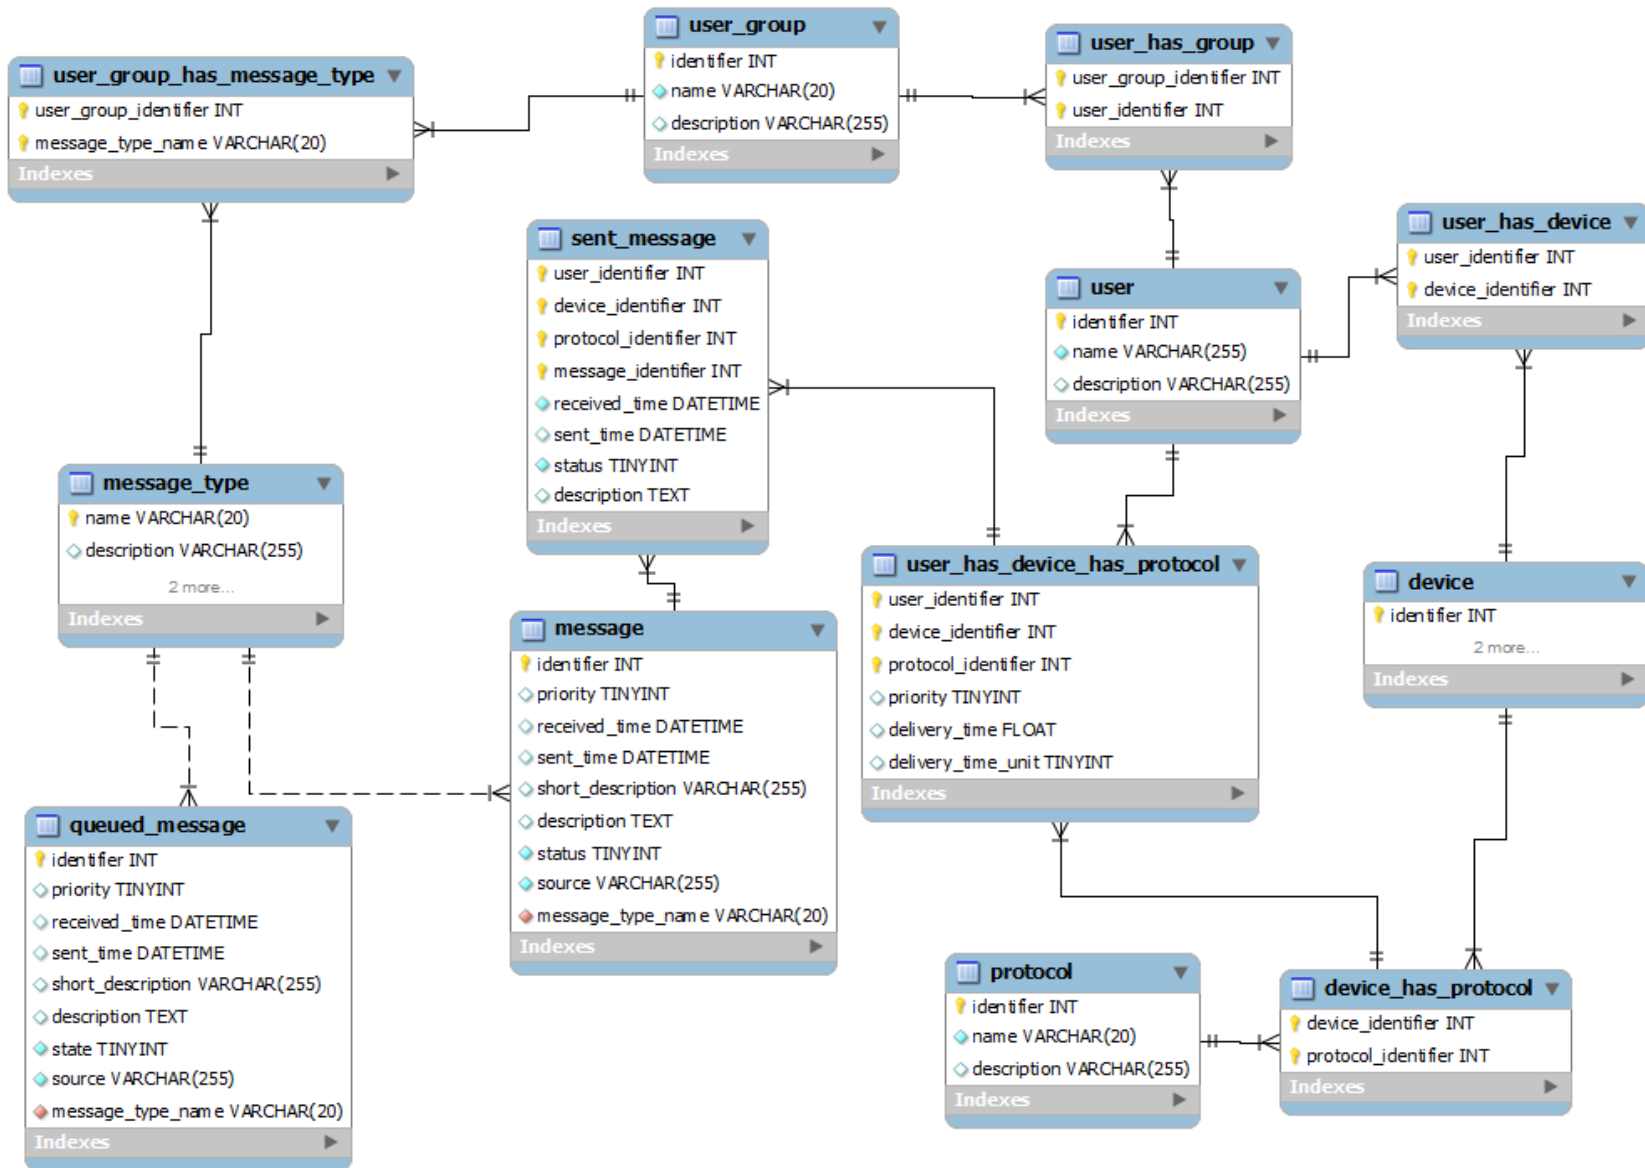 user_group
identifier INT
name VARCHAR(20)
description VARCHAR(255)
Indexes
user_has_group
user_group_identifier INT
user_identifier INT
Indexes
user_group_has_message_type
user_group_identifier INT
message_type_name VARCHAR(20)
Indexes
sent_message
user_identifier INT
device_identifier INT
protocol_identifier INT
message_identifier INT
received_time DATETIME
sent_time DATETIME
status TINYINT
description TEXT
Indexes
user
identifier INT
name VARCHAR(255)
description VARCHAR(255)
Indexes
user_has_device
user_identifier INT
device_identifier INT
Indexes
message_type
name VARCHAR(20)
description VARCHAR(255)
2 more...
Indexes
message
identifier INT
priority TINYINT
received_time DATETIME
sent_time DATETIME
short_description VARCHAR(255)
description TEXT
status TINYINT
source VARCHAR(255)
message_type_name VARCHAR(20)
Indexes
user_has_device_has_protocol
user_identifier INT
device_identifier INT
protocol_identifier INT
priority TINYINT
delivery_time FLOAT
delivery_time_unit TINYINT
Indexes
device
identifier INT
2 more...
Indexes
queued_message
identifier INT
priority TINYINT
received_time DATETIME
sent_time DATETIME
short_description VARCHAR(255)
description TEXT
state TINYINT
source VARCHAR(255)
message_type_name VARCHAR(20)
Indexes
protocol
identifier INT
name VARCHAR(20)
description VARCHAR(255)
Indexes
device_has_protocol
device_identifier INT
protocol_identifier INT
Indexes